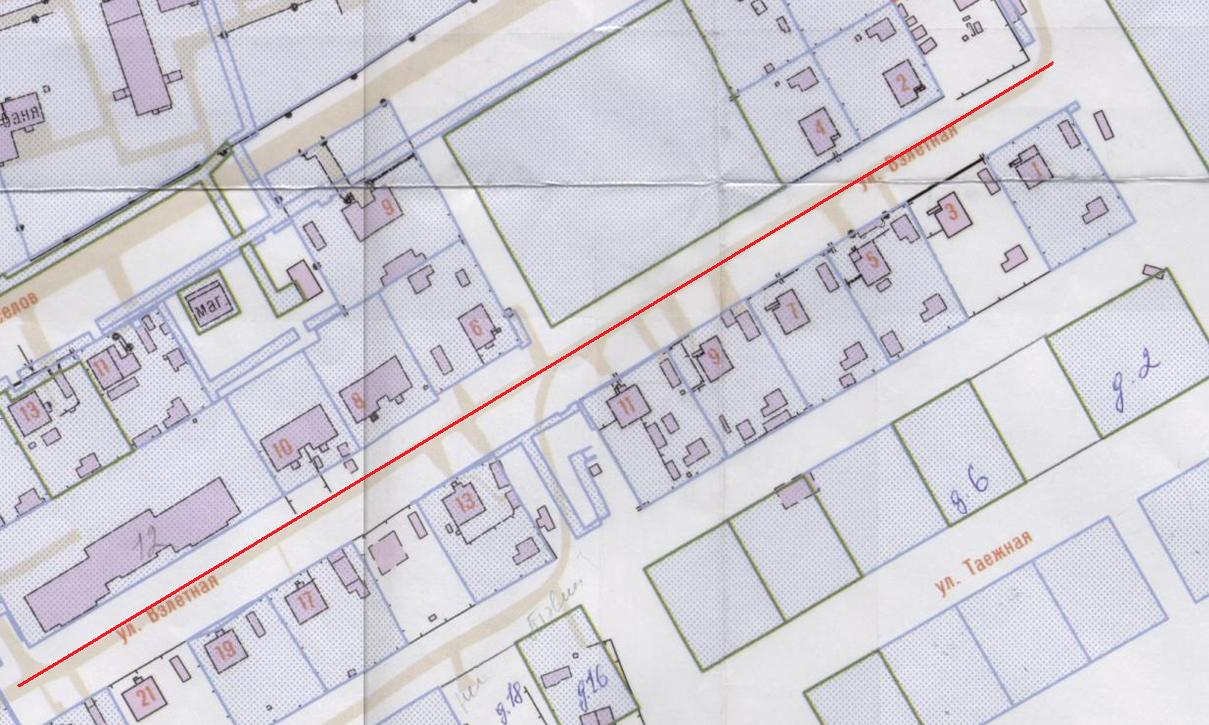 баня
2
4
ул. Взлетная
1
9
3
5
маг.
6
7
11
9
13
8
11
д. 2
10
13
д. 6
12
ул. Таежная
ул. Взлетная
17
19
д. 16
21
д. 18